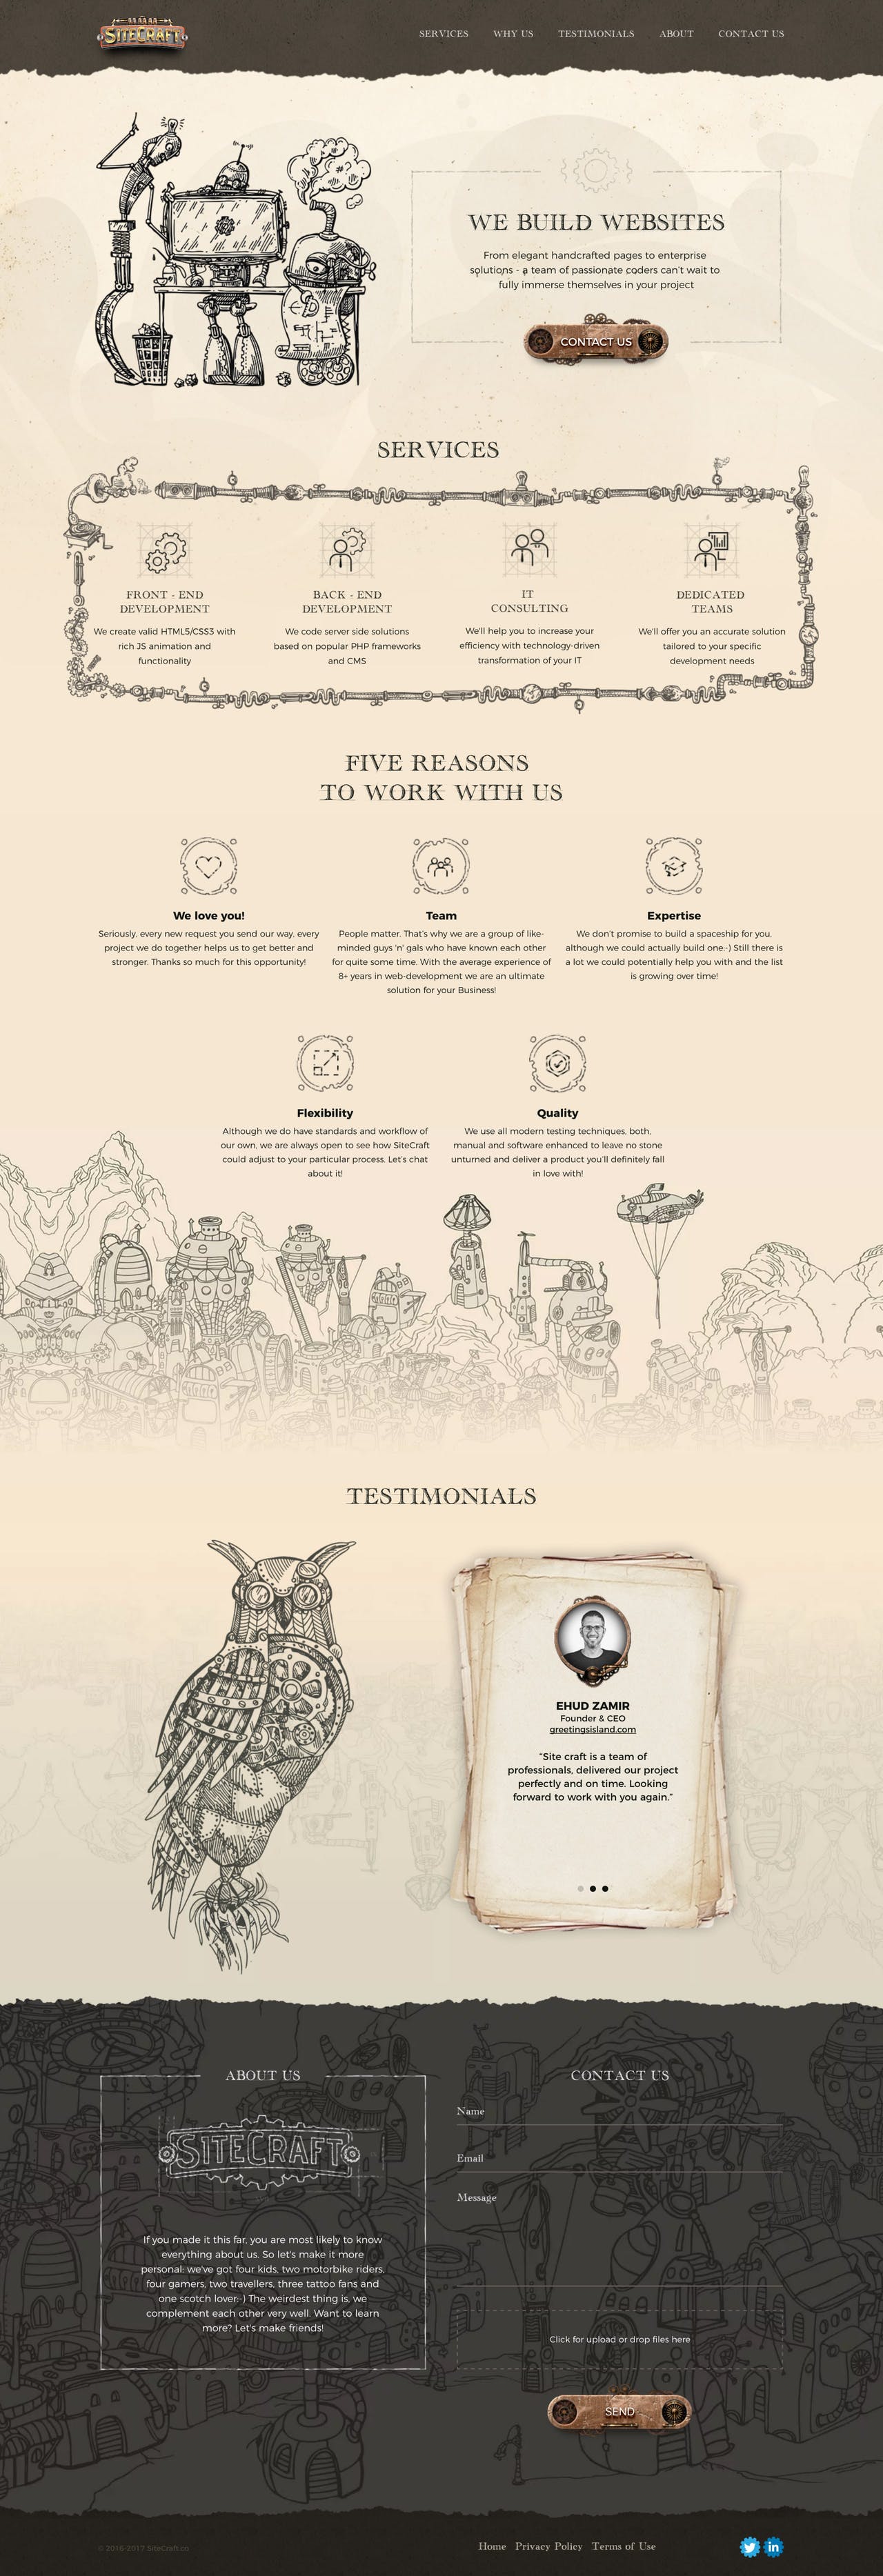 SITECRAFT
SERVICES WHY US TESTIMONIALS ABOUT CONTACT US
WE BUILD WEBSITES
From elegant handcrafted pages to enterprise
solutions - a team of passionate coders can't wait to
fully immerse themselves in your project
CONTACT US
SERVICES
FRONT - END
DEVELOPMENT
We create valid HTML5/CSS3 with
rich JS animation and
functionality
BACK - END
DEVELOPMENT
We code server side solutions
based on popular PHP frameworks
and CMS
IT
CONSULTING
We'll help you to increase your
efficiency with technology-driven
transformation of your IT
DEDICATED
TEAMS
We'll offer you an accurate solution
tailored to your specific
development needs
FIVE REASONS
TO WORK WITH US
We love you!
Seriously, every new request you send our way, every
project we do together helps us to get better and
stronger. Thanks so much for this opportunity!
Team
People matter. That's why we are a group of like-
minded guys 'n' gals who have known each other
for quite some time. With the average experience of
8+ years in web-development we are an ultimate
solution for your Business!
Expertise
We don't promise to build a spaceship for you,
although we could actually build one:-) Still there is
a lot we could potentially help you with and the list
is growing over time!
Flexibility
Although we do have standards and workflow of
our own, we are always open to see how SiteCraft
could adjust to your particular process. Let's chat
about it!
Quality
We use all modern testing techniques, both,
manual and software enhanced to leave no stone
unturned and deliver a product you'll definitely fall
in love with!
TESTIMONIALS
EHUD ZAMIR
Founder & CEO
greetingsisland.com
"Site craft is a team of
professionals, delivered our project
perfectly and on time. Looking
forward to work with you again."
ABOUT US
SITECRAFT
If you made it this far, you are most likely to know
everything about us. So let's make it more
personal: we've got four kids, two motorbike riders,
four gamers, two travellers, three tattoo fans and
one scotch lover:-) The weirdest thing is, we
complement each other very well. Want to learn
more? Let's make friends!
CONTACT US
Name
Email
Message
Click for upload or drop files here
SEND
© 2016-2017 SiteCraft.co
Home Privacy Policy Terms of Use
in